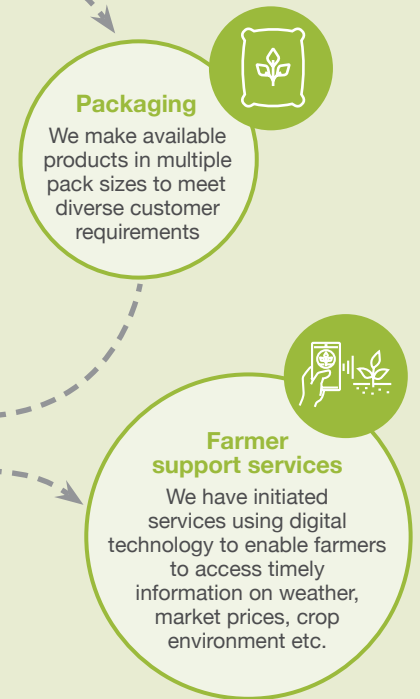 Packaging
We make available
products in multiple
pack sizes to meet
diverse customer
requirements
Farmer
support services
We have initiated
services using digital
technology to enable farmers
to access timely
information on weather,
market prices, crop
environment etc.